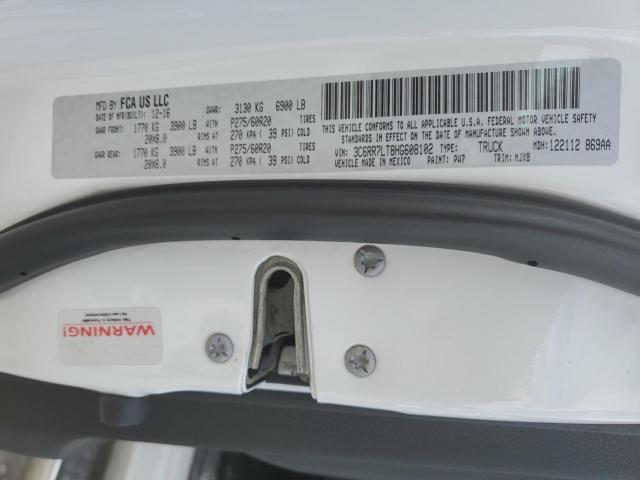 MFD BY FCA US LLC
DATE OF MFR(BUILT): 12-16 GVWR: 3130 KG 6900 LB
GAWR FRONT: 1770 KG 3900 LB WITH P275/60R20 TIRES
20X8.0 RIMS AT 270 KPA ( 39 PSI) COLD
1770 KG 3900 LB WITH P275/60R20 TIRES
20X8.0 RIMS AT 270 KPA ( 39 PSI) COLD
THIS VEHICLE CONFORMS TO ALL APPLICABLE U.S.A. FEDERAL MOTOR VEHICLE SAFETY
STANDARDS IN EFFECT ON THE DATE OF MANUFACTURE SHOWN ABOVE.
VIN: 3C6RR7LT8HG608102 TYPE: TRUCK MDH: 122112 869AA
VEHICLE MADE IN MEXICO PAINT: PW7 TRIM: MJX8
WARNING!